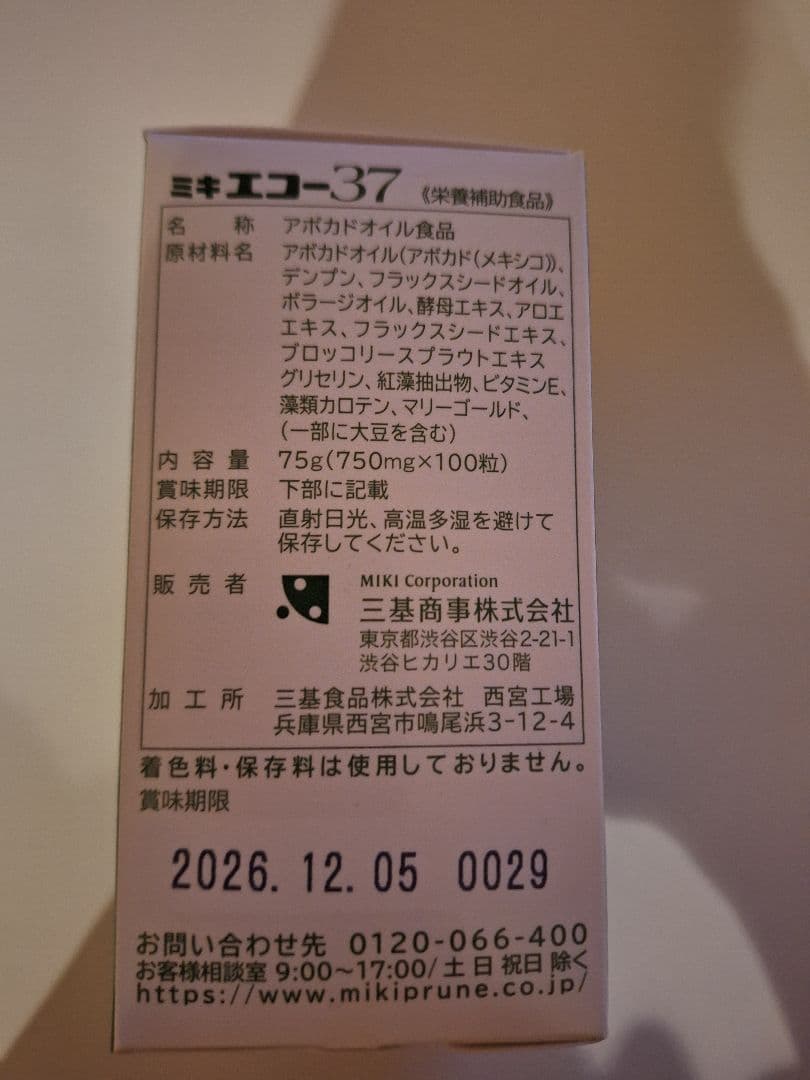 ミキエコー37 《栄養補助食品》
名称 アボカドオイル食品
原材料名 アボカドオイル(アボカド(メキシコ))、
デンプン、フラックスシードオイル、
ボラージオイル、酵母エキス、アロエ
エキス、フラックスシードエキス、
ブロッコリースプラウトエキス
グリセリン、紅藻抽出物、ビタミンE、
藻類カロテン、マリーゴールド、
(一部に大豆を含む)
内容量 75g(750mg×100粒)
賞味期限 下部に記載
保存方法 直射日光、高温多湿を避けて
保存してください。
販売者 MIKI Corporation
三基商事株式会社
東京都渋谷区渋谷2-21-1
渋谷ヒカリエ30階
加工所 三基食品株式会社 西宮工場
兵庫県西宮市鳴尾浜3-12-4
着色料・保存料は使用しておりません。
賞味期限
2026.12.05 0029
お問い合わせ先 0120-066-400
お客様相談室 9:00~17:00/土 日 祝日 除く
https://www.mikiprune.co.jp/